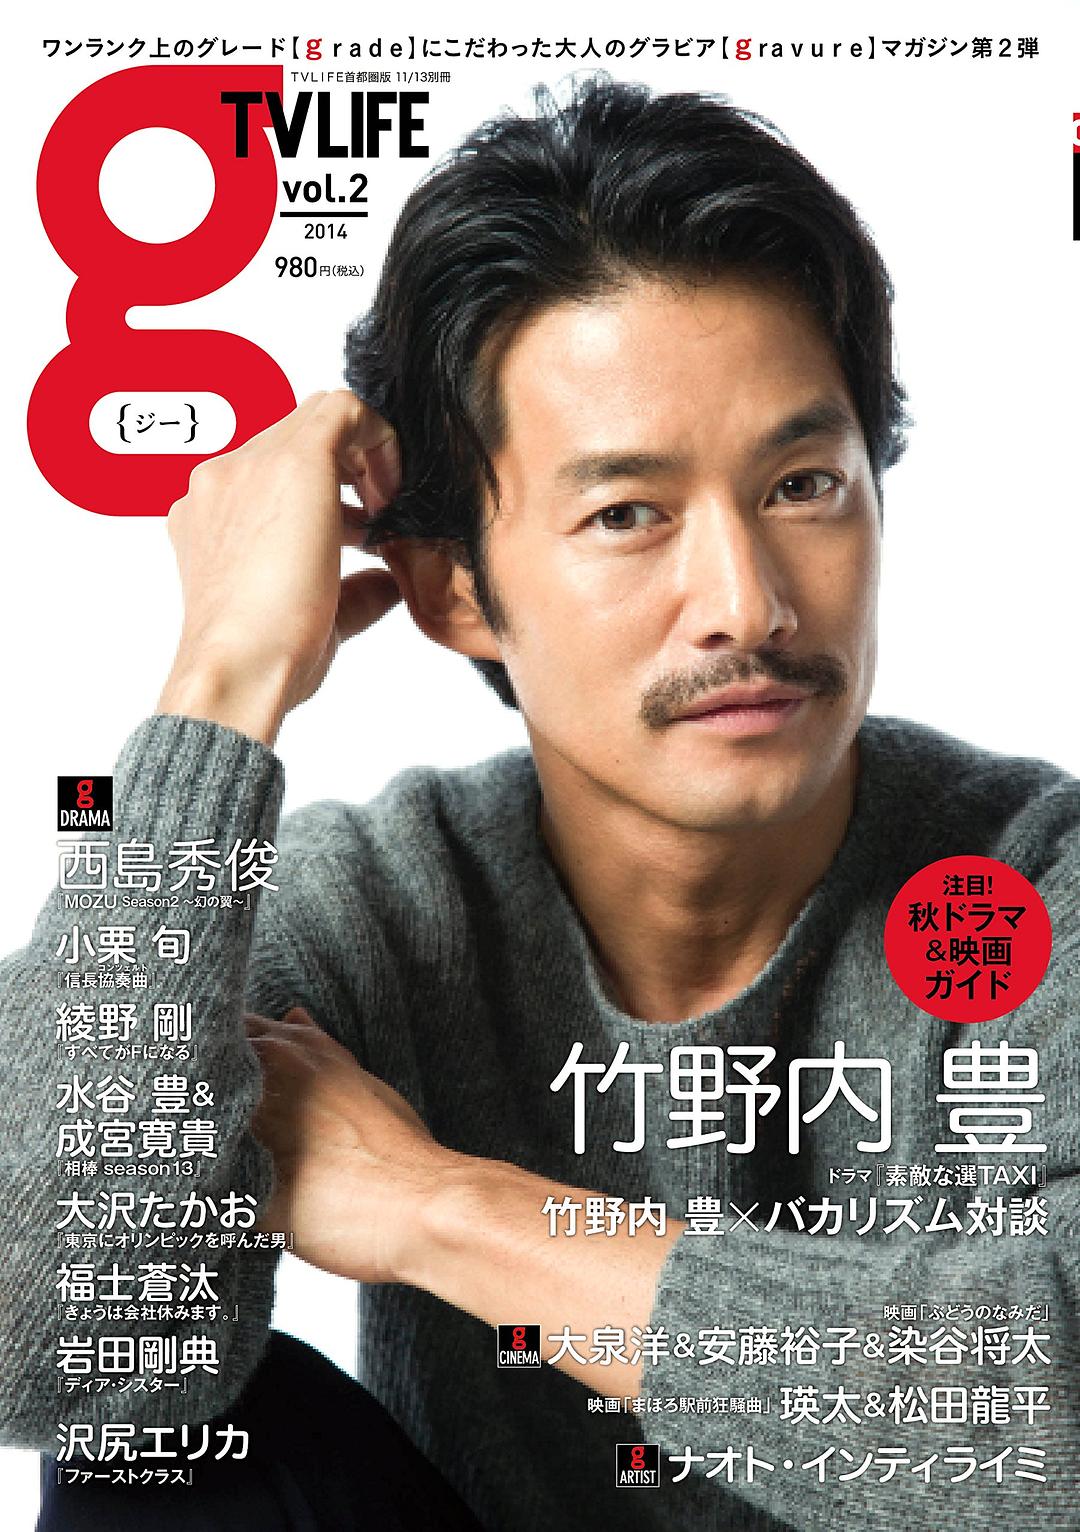 ワンランク上のグレード【grade】にこだわった大人のグラビア【gravure】マガジン第2弾
TVLIFE首都圏版 11/13別冊
g
TVLIFE
vol.2
2014
980円(税込)
{ジー}
g
DRAMA
西島秀俊
『MOZU Season2 〜幻の翼〜』
小栗 旬
コンツェルト
『信長協奏曲』
綾野 剛
『すべてがFになる』
水谷 豊&
成宮寛貴
『相棒 season13』
大沢たかお
『東京にオリンピックを呼んだ男』
福士蒼汰
『きょうは会社休みます。』
岩田剛典
『ディア・シスター』
沢尻エリカ
『ファーストクラス』
注目!
秋ドラマ
&映画
ガイド
竹野内 豊
ドラマ『素敵な選TAXI』
竹野内 豊×バカリズム対談
映画「ぶどうのなみだ」
g
CINEMA
大泉洋&安藤裕子&染谷将太
映画「まほろ駅前狂騒曲」 瑛太&松田龍平
g
ARTIST
ナオト・インティライミ